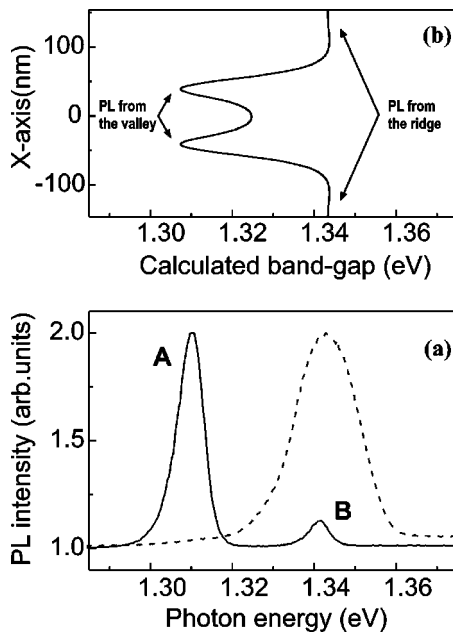 (b)
100
0
-100
X-axis(nm)
PL from
the valley
PL from
the ridge
1.30 1.32 1.34 1.36
Calculated band-gap (eV)
(a)
A
B
2.0
1.5
1.0
PL intensity (arb.units)
1.30 1.32 1.34 1.36
Photon energy (eV)